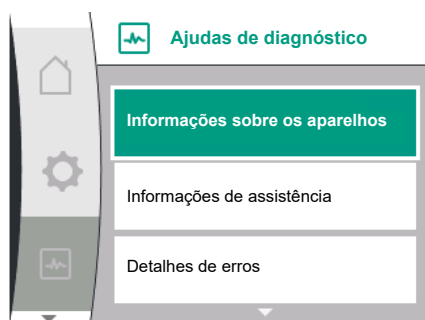 Ajudas de diagnóstico
Informações sobre os aparelhos
Informações de assistência
Detalhes de erros